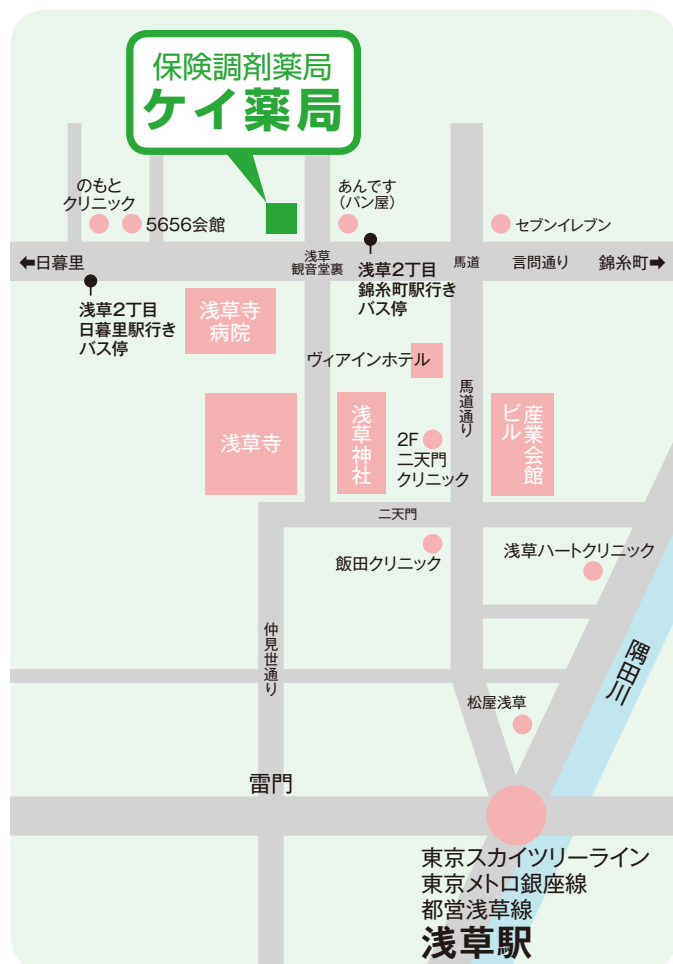 保険調剤薬局
ケイ薬局
のもと
クリニック
5656会館
あんです
（パン屋）
セブンイレブン
←日暮里
浅草
観音堂裏
馬道
言問通り
錦糸町→
浅草2丁目
錦糸町駅行き
バス停
浅草2丁目
日暮里駅行き
バス停
浅草寺
病院
ヴィアインホテル
馬道通り
浅草寺
浅草神社
2F
二天門
クリニック
産業会館
ビル
二天門
飯田クリニック
浅草ハートクリニック
仲見世通り
隅田川
松屋浅草
雷門
東京スカイツリーライン
東京メトロ銀座線
都営浅草線
浅草駅